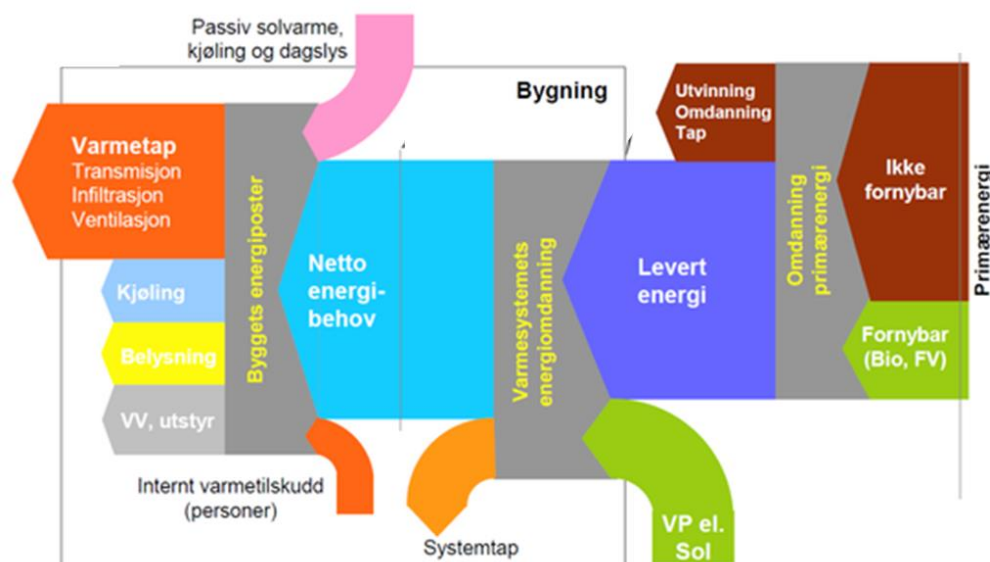 Passiv solvarme,
kjøling og dagslys
Bygning
Utvinning
Omdanning
Tap
Varmetap
Transmisjon
Infiltrasjon
Ventilasjon
Kjøling
Belysning
VV, utstyr
Byggets energiposter
Netto
energi-
behov
Varmesystemets
energiomdanning
Levert
energi
Omdanning
primærenergi
Ikke
fornybar
Fornybar
(Bio, FV)
Primærenergi
Internt varmetilskudd
(personer)
Systemtap
VP el.
Sol